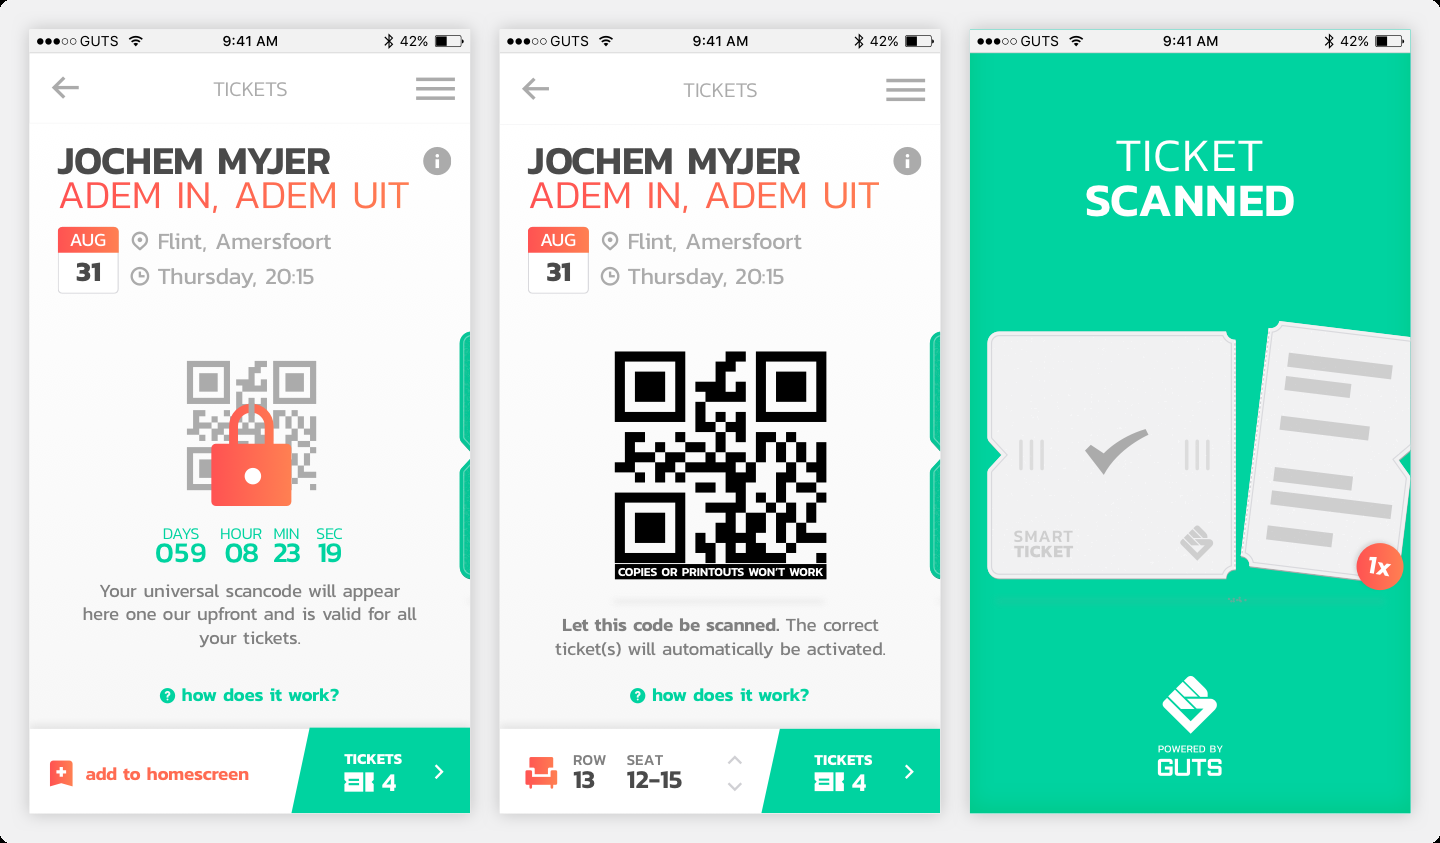 GUTS 9:41 AM 42%
TICKETS
JOCHEM MYJER
ADEM IN, ADEM UIT
AUG
31
Flint, Amersfoort
Thursday, 20:15
DAYS HOUR MIN SEC
059 08 23 19
Your universal scancode will appear
here one our upfront and is valid for all
your tickets.
? how does it work?
add to homescreen
TICKETS
4
GUTS 9:41 AM 42%
TICKETS
JOCHEM MYJER
ADEM IN, ADEM UIT
AUG
31
Flint, Amersfoort
Thursday, 20:15
COPIES OR PRINTOUTS WON'T WORK
Let this code be scanned. The correct
ticket(s) will automatically be activated.
? how does it work?
ROW SEAT
13 12-15
TICKETS
4
GUTS 9:41 AM 42%
TICKET
SCANNED
SMART
TICKET
1x
POWERED BY
GUTS